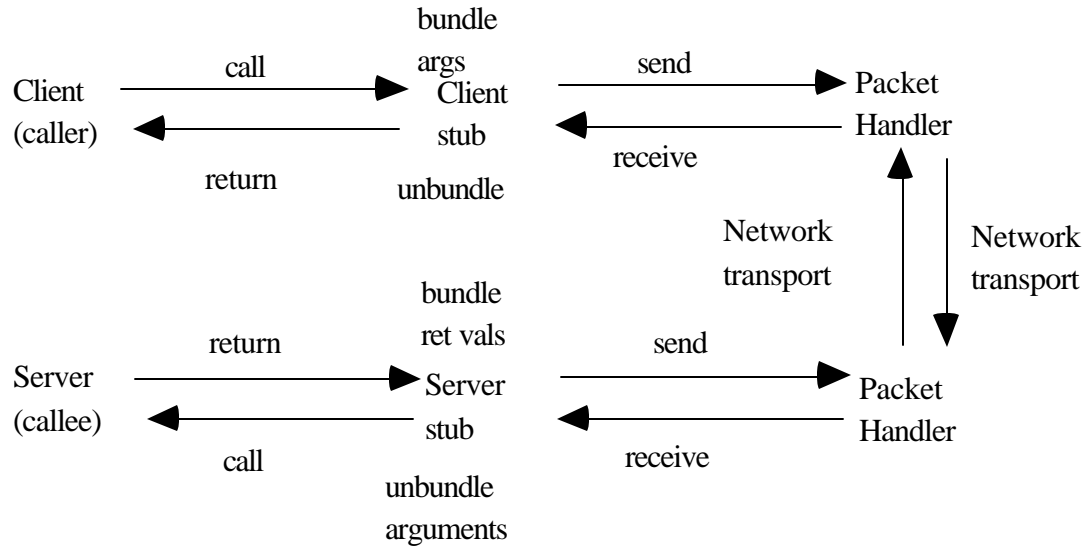 bundle
args
call
send
Client
(caller)
Client
stub
Packet
Handler
return
receive
unbundle
Network
transport
Network
transport
bundle
ret vals
return
send
Server
(callee)
Server
stub
Packet
Handler
call
receive
unbundle
arguments